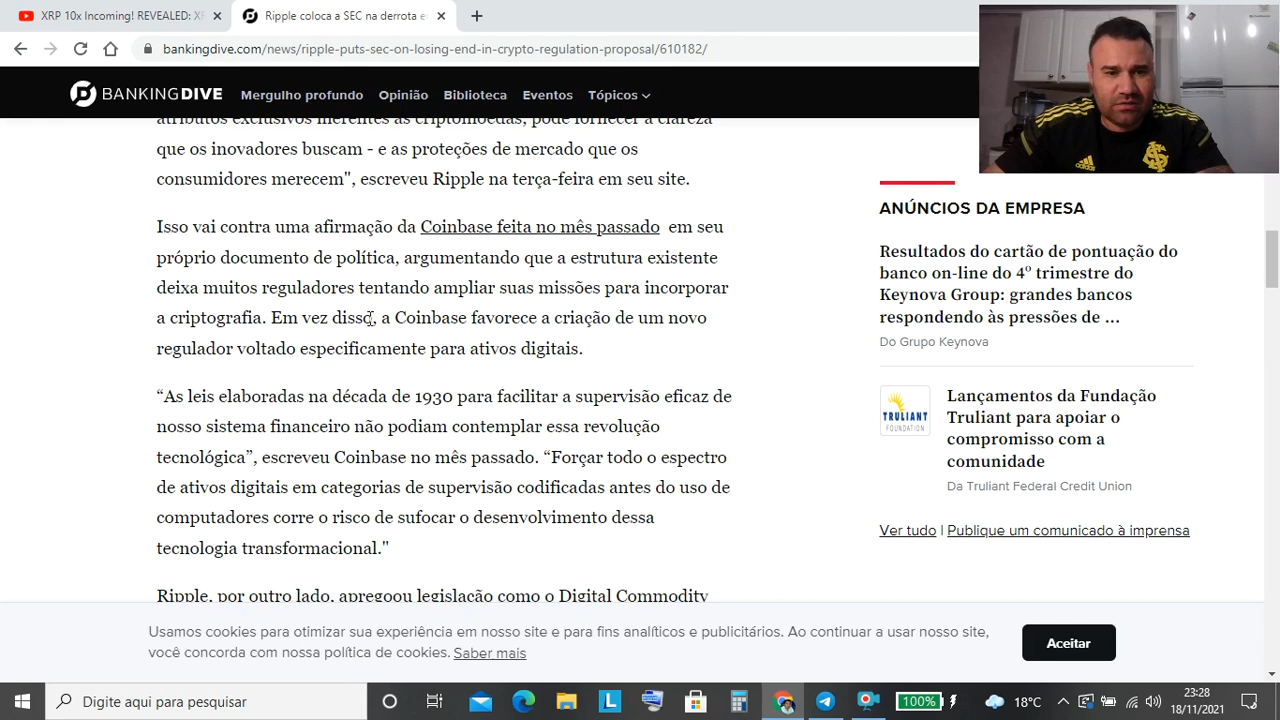 XRP 10x Incoming! REVEALED: XR
Ripple coloca a SEC na derrota e
bankingdive.com/news/ripple-puts-sec-on-losing-end-in-crypto-regulation-proposal/610182/
BANKINGDIVE
Mergulho profundo
Opinião
Biblioteca
Eventos
Tópicos
atributos exclusivos inerentes às criptomoedas, pode fornecer a clareza
que os inovadores buscam - e as proteções de mercado que os
consumidores merecem", escreveu Ripple na terça-feira em seu site.
Isso vai contra uma afirmação da Coinbase feita no mês passado em seu
próprio documento de política, argumentando que a estrutura existente
deixa muitos reguladores tentando ampliar suas missões para incorporar
a criptografia. Em vez disso, a Coinbase favorece a criação de um novo
regulador voltado especificamente para ativos digitais.
“As leis elaboradas na década de 1930 para facilitar a supervisão eficaz de
nosso sistema financeiro não podiam contemplar essa revolução
tecnológica”, escreveu Coinbase no mês passado. “Forçar todo o espectro
de ativos digitais em categorias de supervisão codificadas antes do uso de
computadores corre o risco de sufocar o desenvolvimento dessa
tecnologia transformacional."
Ripple, por outro lado, apregoou legislação como o Digital Commodity
ANÚNCIOS DA EMPRESA
Resultados do cartão de pontuação do
banco on-line do 4º trimestre do
Keynova Group: grandes bancos
respondendo às pressões de ...
Do Grupo Keynova
TRULIANT
FOUNDATION
Lançamentos da Fundação
Truliant para apoiar o
compromisso com a
comunidade
Da Truliant Federal Credit Union
Ver tudo | Publique um comunicado à imprensa
Usamos cookies para otimizar sua experiência em nosso site e para fins analíticos e publicitários. Ao continuar a usar nosso site,
você concorda com nossa política de cookies. Saber mais
Aceitar
Digite aqui para pesquisar
100%
18°C
23:28
18/11/2021